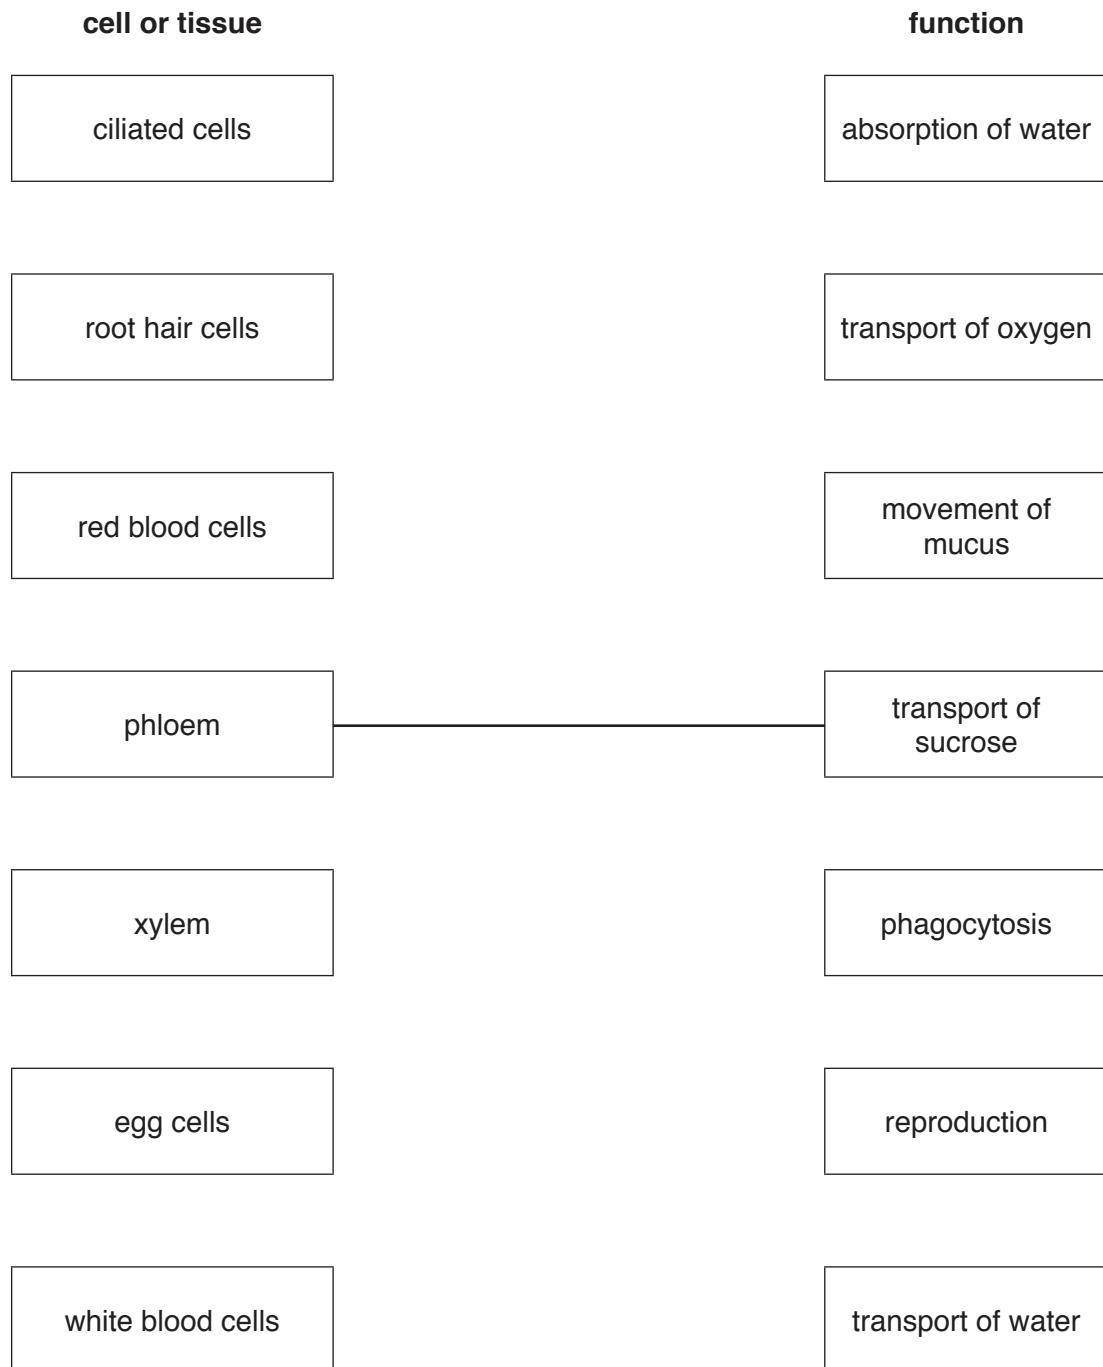 cell or tissue
function
ciliated cells
absorption of water
root hair cells
transport of oxygen
red blood cells
movement of
mucus
phloem
transport of
sucrose
xylem
phagocytosis
egg cells
reproduction
white blood cells
transport of water